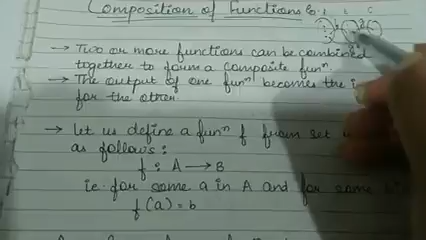 Composition of Functions :-
→ Two or more functions can be combined
together to form a composite funⁿ.
→ The output of one funⁿ becomes the
for the other
→ Let us define a funⁿ f from set
as follows:
f : A → B
i.e. for some a in A and for some b
f(a) = b